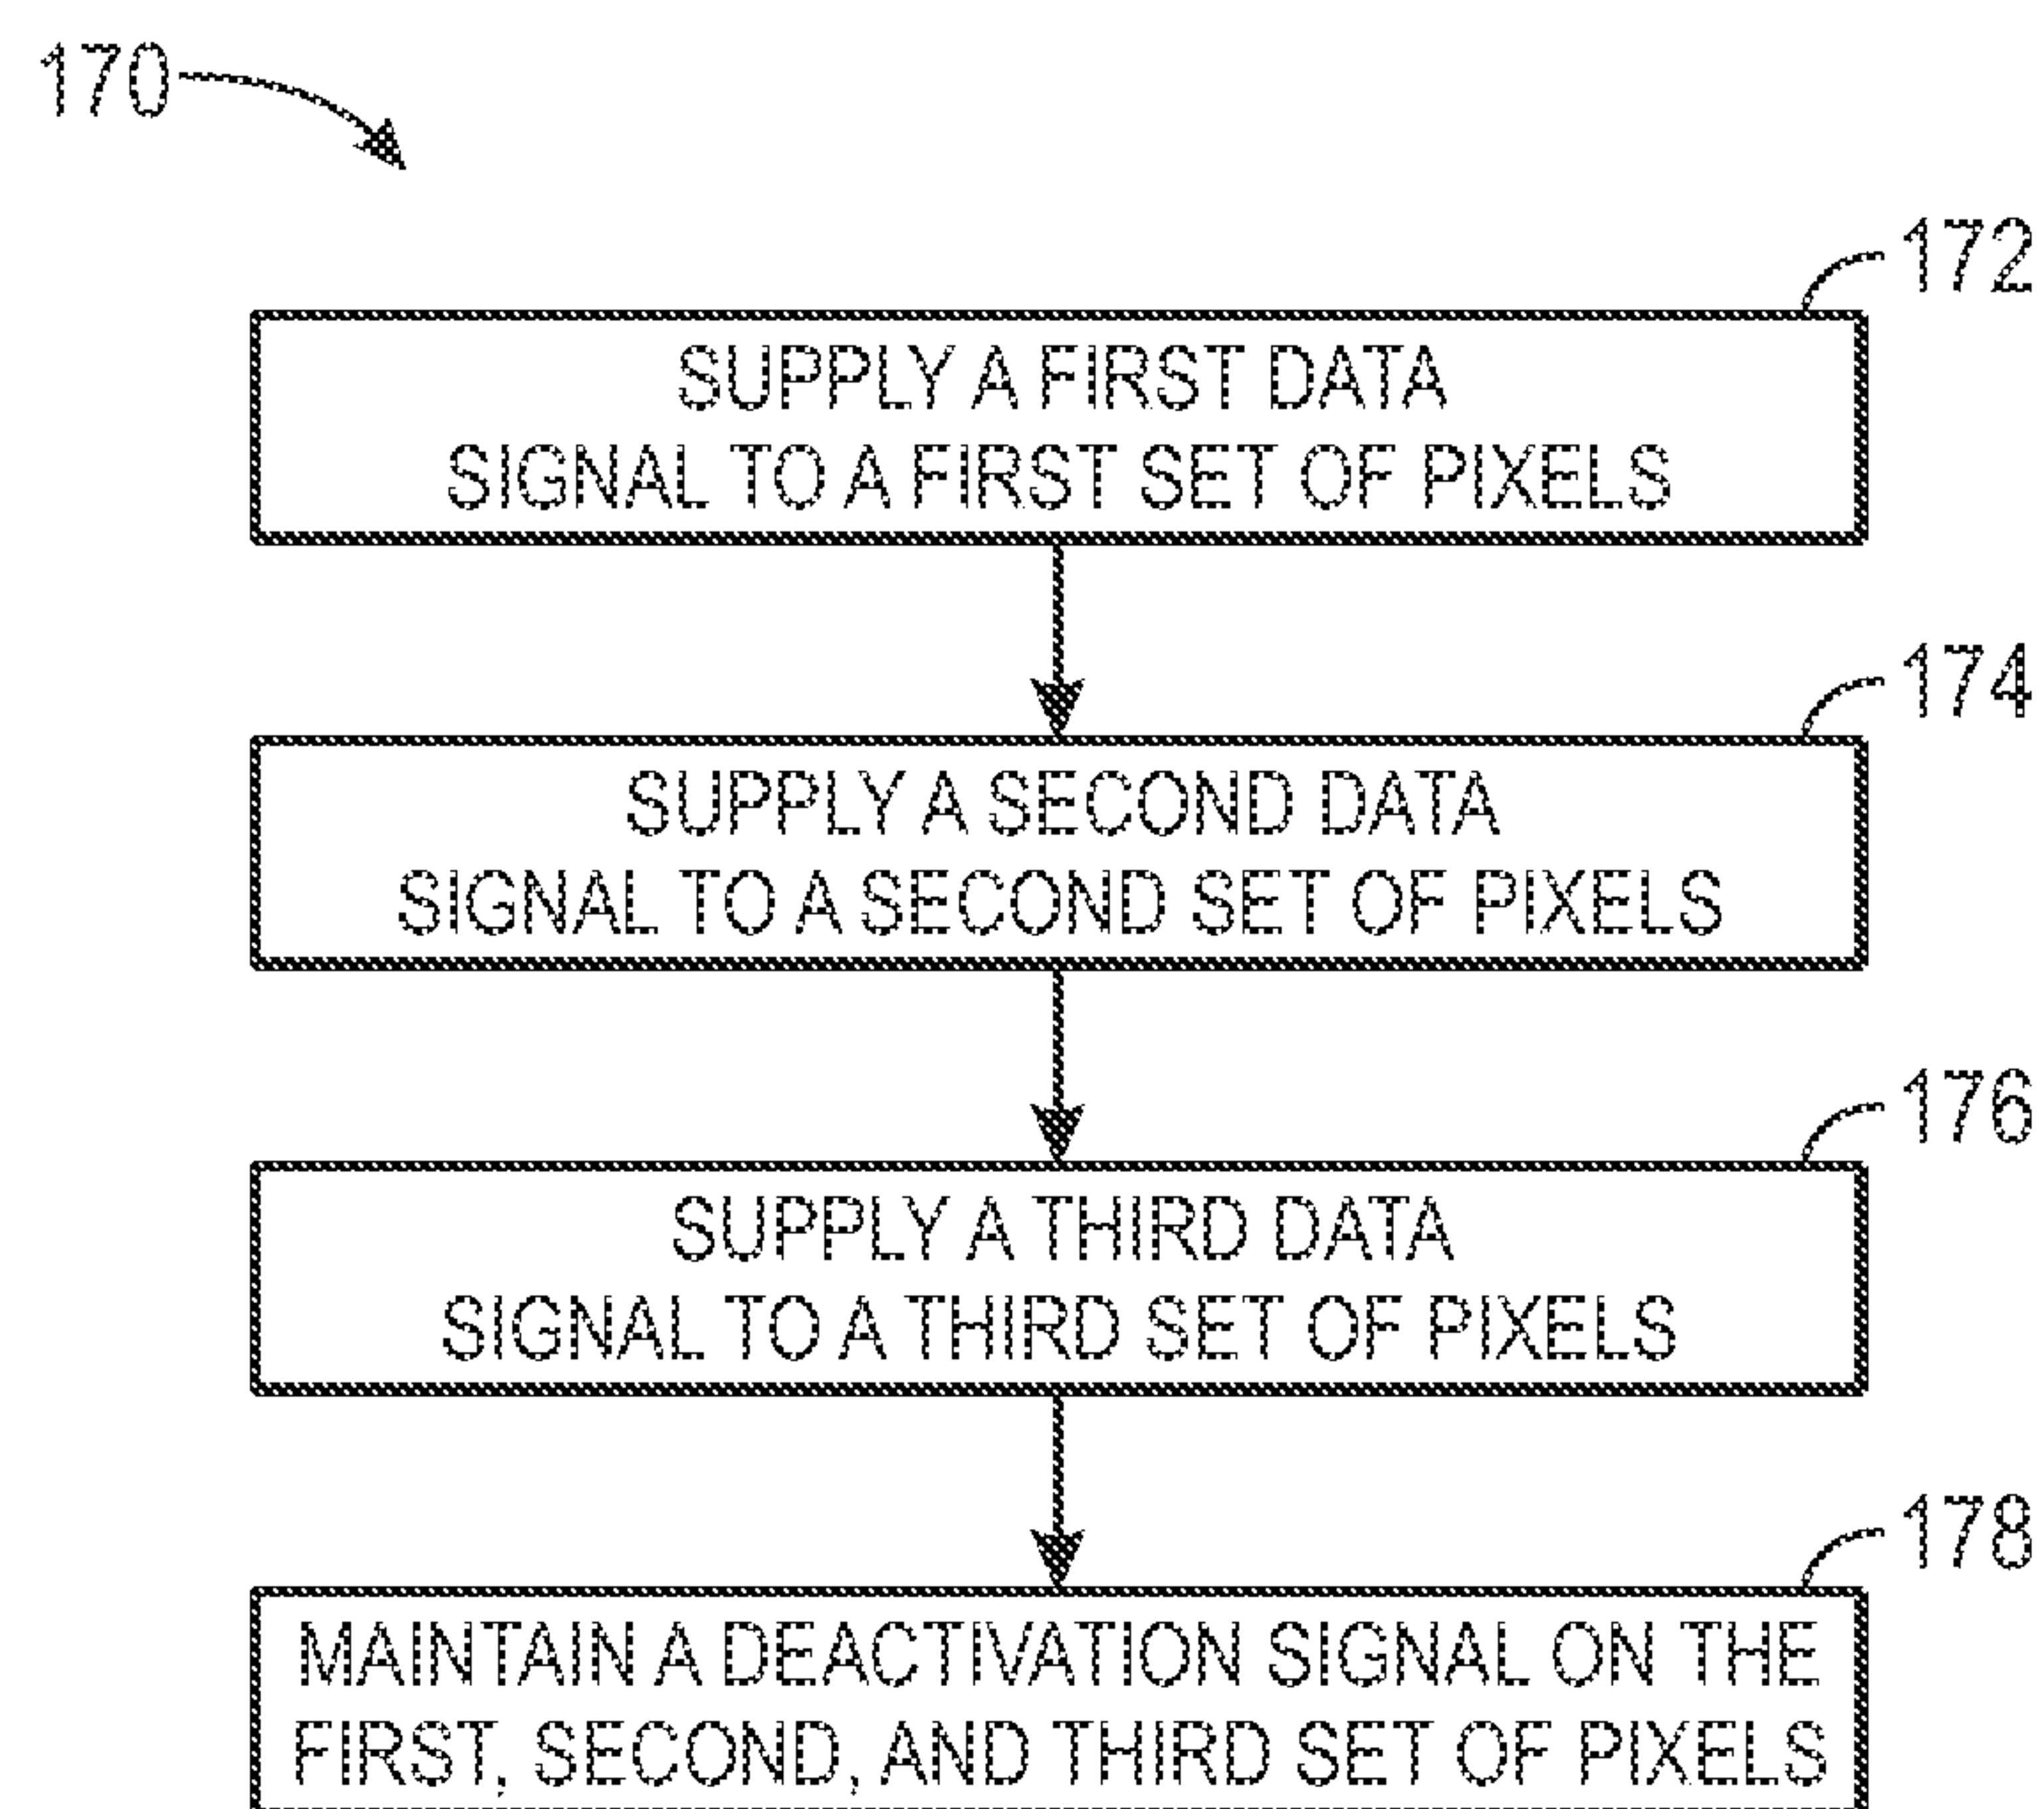 170
172
SUPPLY A FIRST DATA
SIGNAL TO A FIRST SET OF PIXELS
174
SUPPLY A SECOND DATA
SIGNAL TO A SECOND SET OF PIXELS
176
SUPPLY A THIRD DATA
SIGNAL TO A THIRD SET OF PIXELS
178
MAINTAIN A DEACTIVATION SIGNAL ON THE
FIRST, SECOND, AND THIRD SET OF PIXELS